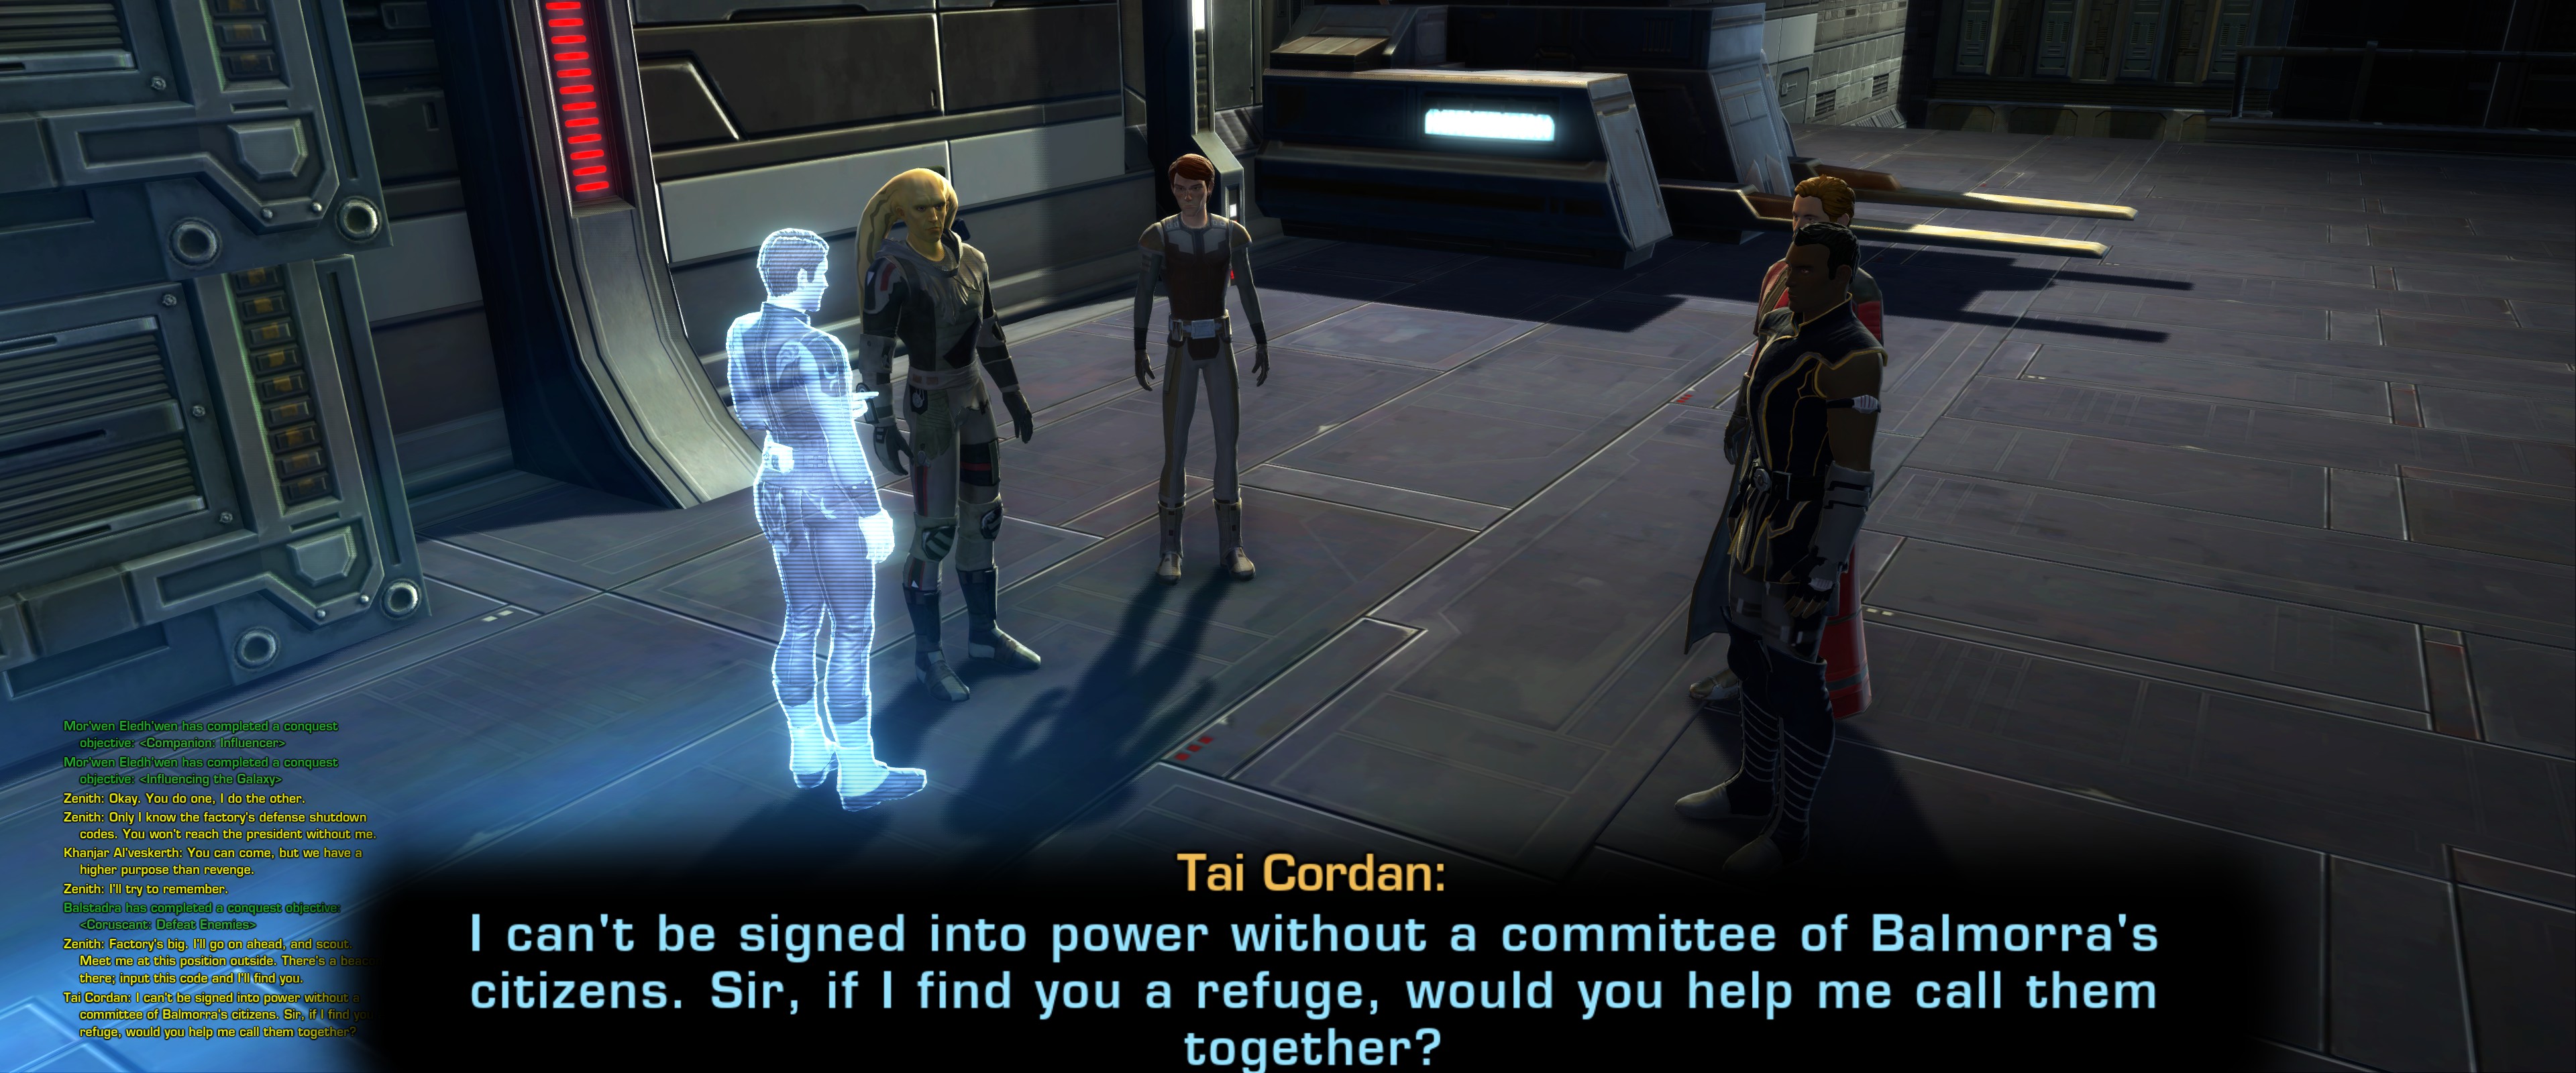 Mor'wen Eledh'wen has completed a conquest
objective: <Companion: Influencer>
Mor'wen Eledh'wen has completed a conquest
objective: <Influencing the Galaxy>
Zenith: Okay. You do one, I do the other.
Zenith: Only I know the factory's defense shutdown
codes. You won't reach the president without me.
Khanjar Al'veskerth: You can come, but we have a
higher purpose than revenge.
Zenith: I'll try to remember.
Balstadra has completed a conquest objective:
<Coruscant: Defeat Enemies>
Zenith: Factory's big. I'll go on ahead, and scout.
Meet me at this position outside. There's a
there; input this code and I'll find you.
Tai Cordan: I can't be signed into power without a
committee of Balmorra's citizens. Sir, if I find you
refuge, would you help me call them together?
Tai Cordan:
I can't be signed into power without a committee of Balmorra's
citizens. Sir, if I find you a refuge, would you help me call them
together?